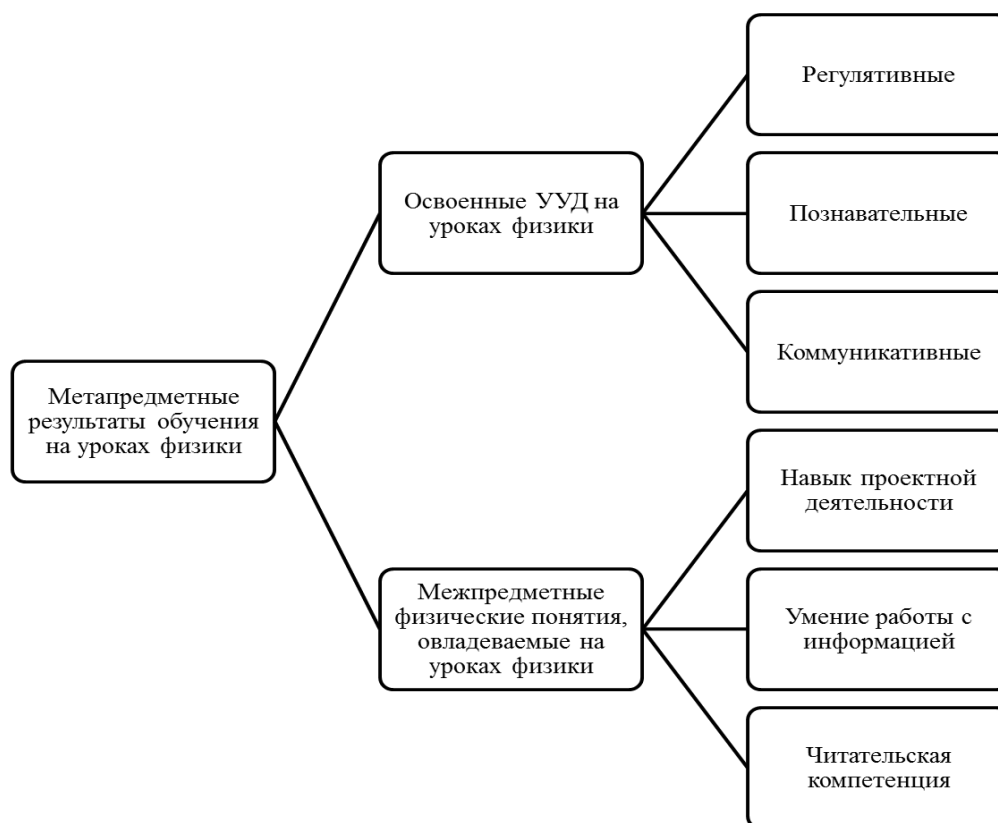 Метапредметные
результаты обучения
на уроках физики
Освоенные УУД на
уроках физики
Регулятивные
Познавательные
Коммуникативные
Межпредметные
физические понятия,
овладеваемые на
уроках физики
Навык проектной
деятельности
Умение работы с
информацией
Читательская
компетенция